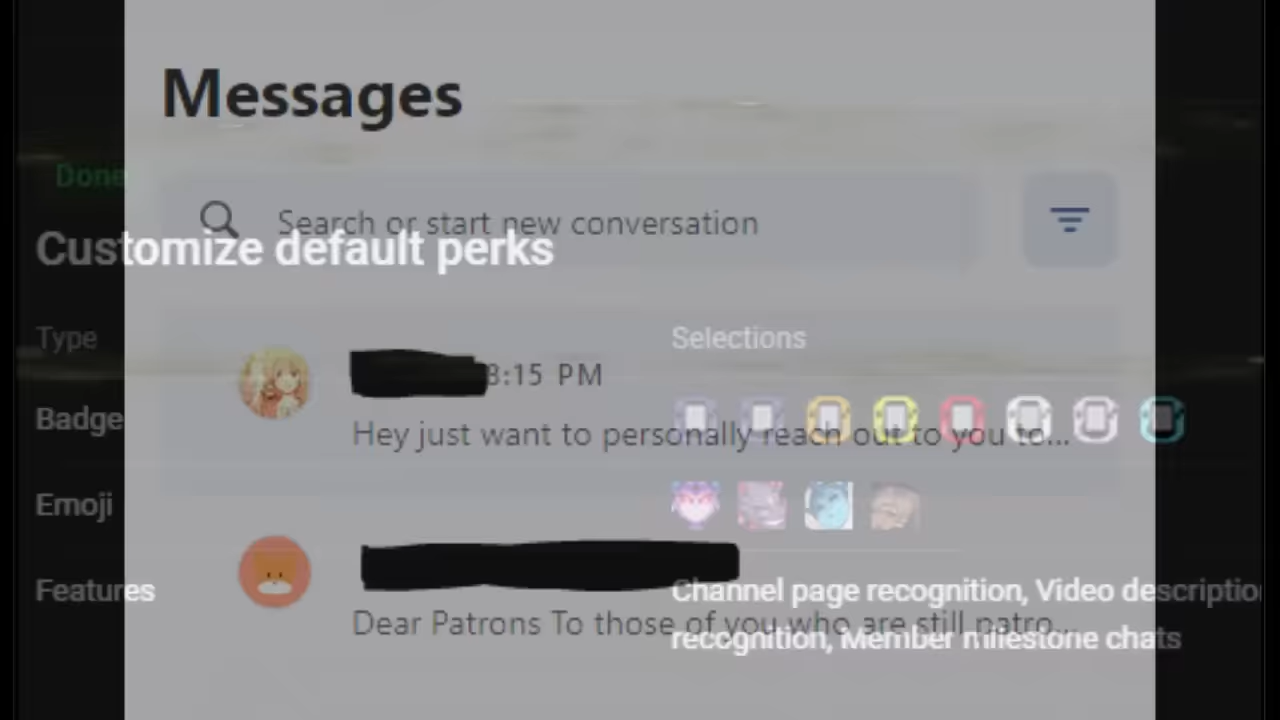 Messages
Done
Search or start new conversation
Customize default perks
Type
Selections
8:15 PM
Badge
Hey just want to personally reach out to you to...
Emoji
Features
Channel page recognition, Video description
Dear Patrons To those of you who are still patro...
recognition, Member milestone chats